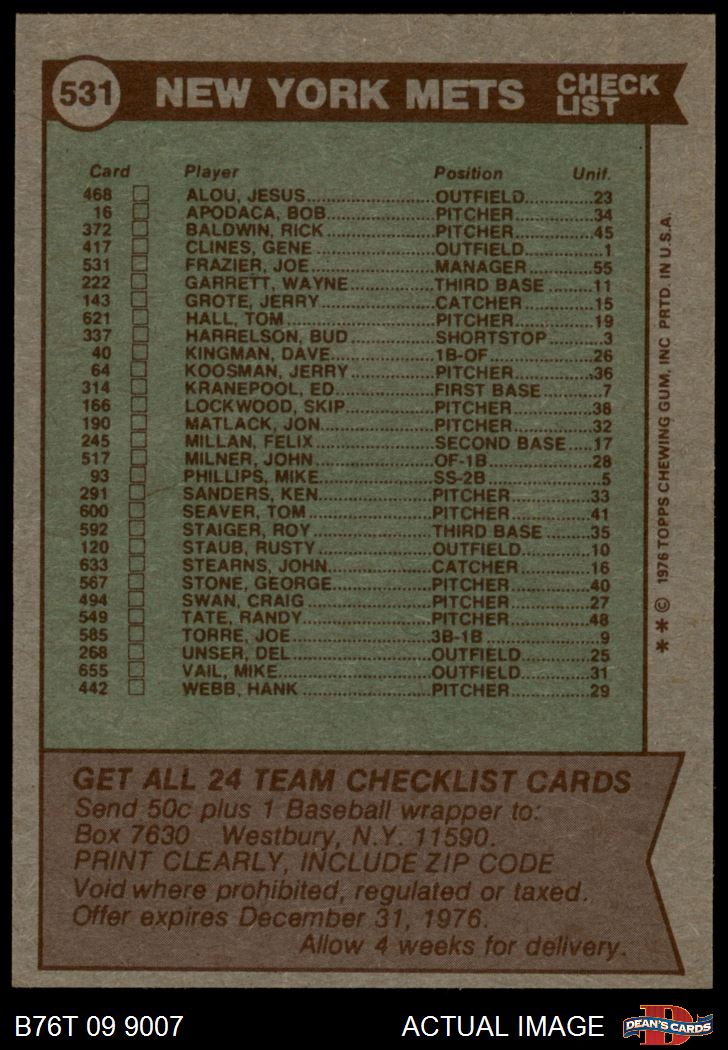 531 NEW YORK METS CHECK LIST
Card Player Position Unif.
468 ALOU, JESUS OUTFIELD 23
16 APODACA, BOB PITCHER 34
372 BALDWIN, RICK PITCHER 45
417 CLINES, GENE OUTFIELD 1
531 FRAZIER, JOE MANAGER 55
222 GARRETT, WAYNE THIRD BASE 11
143 GROTE, JERRY CATCHER 15
621 HALL, TOM PITCHER 19
337 HARRELSON, BUD SHORTSTOP 3
40 KINGMAN, DAVE 1B-OF 26
64 KOOSMAN, JERRY PITCHER 36
314 KRANEPOOL, ED FIRST BASE 7
166 LOCKWOOD, SKIP PITCHER 38
190 MATLACK, JON PITCHER 32
245 MILLAN, FELIX SECOND BASE 17
517 MILNER, JOHN OF-1B 28
93 PHILLIPS, MIKE SS-2B 5
291 SANDERS, KEN PITCHER 33
600 SEAVER, TOM PITCHER 41
592 STAIGER, ROY THIRD BASE 35
120 STAUB, RUSTY OUTFIELD 10
633 STEARNS, JOHN CATCHER 16
567 STONE, GEORGE PITCHER 40
494 SWAN, CRAIG PITCHER 27
549 TATE, RANDY PITCHER 48
585 TORRE, JOE 3B-1B 9
268 UNSER, DEL OUTFIELD 25
655 VAIL, MIKE OUTFIELD 31
442 WEBB, HANK PITCHER 29
* * © 1976 TOPPS CHEWING GUM, INC PRTD. IN U.S.A.
GET ALL 24 TEAM CHECKLIST CARDS
Send 50c plus 1 Baseball wrapper to:
Box 7630 Westbury, N.Y. 11590.
PRINT CLEARLY, INCLUDE ZIP CODE
Void where prohibited, regulated or taxed.
Offer expires December 31, 1976.
Allow 4 weeks for delivery.
B76T 09 9007 ACTUAL IMAGE D DEAN'S CARDS